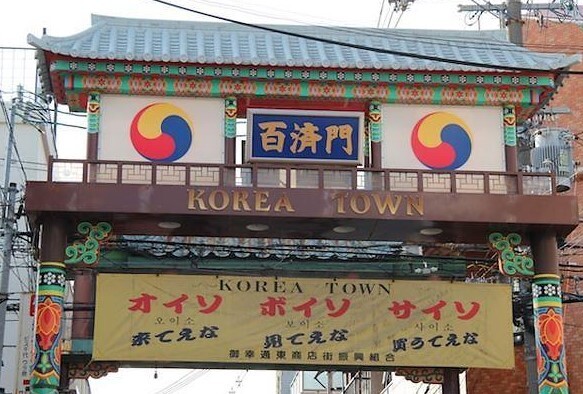 百済門
KOREA TOWN
KOREA TOWN
オイソ ボイソ サイソ
오이소 보이소 사이소
来てえな 見てえな 買うてえな
御幸通東商店街振興組合